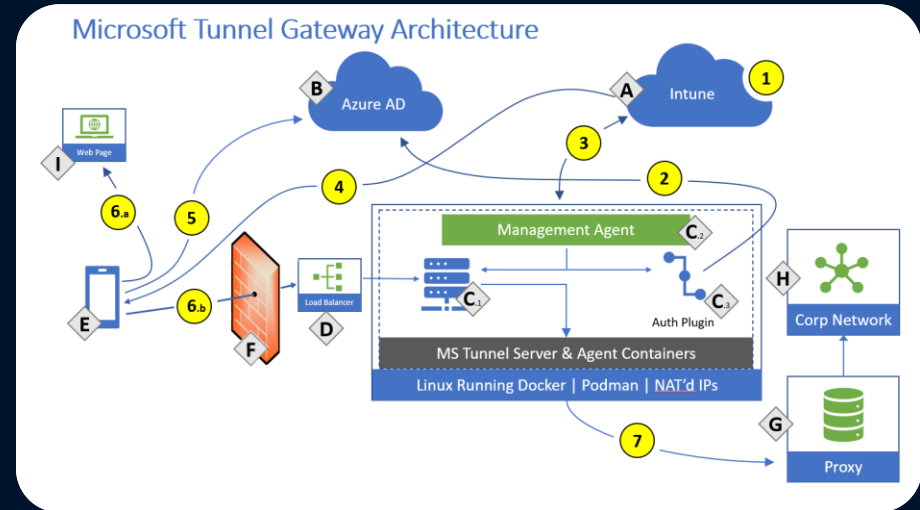 Microsoft Tunnel Gateway Architecture
B
Azure AD
A
Intune
1
Web Page
I
3
4
2
6.a
5
Management Agent
C.2
6.b
Load Balancer
C.1
C.3
Auth Plugin
E
D
F
H
Corp Network
MS Tunnel Server & Agent Containers
Linux Running Docker | Podman | NAT'd IPs
G
7
Proxy